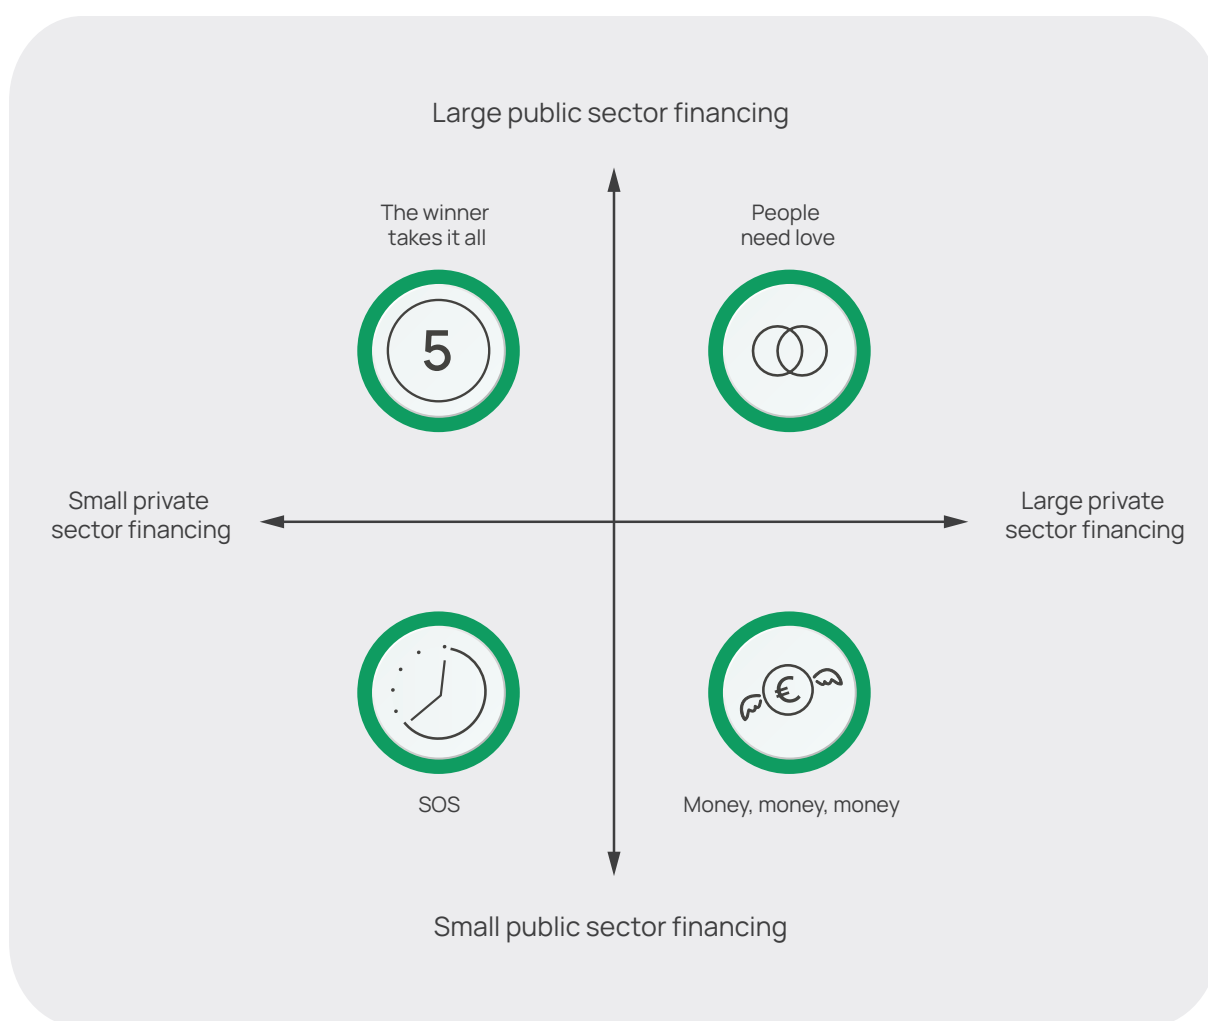 Large public sector financing
The winner
takes it all
People
need love
5
Small private
sector financing
Large private
sector financing
€
SOS
Money, money, money
Small public sector financing